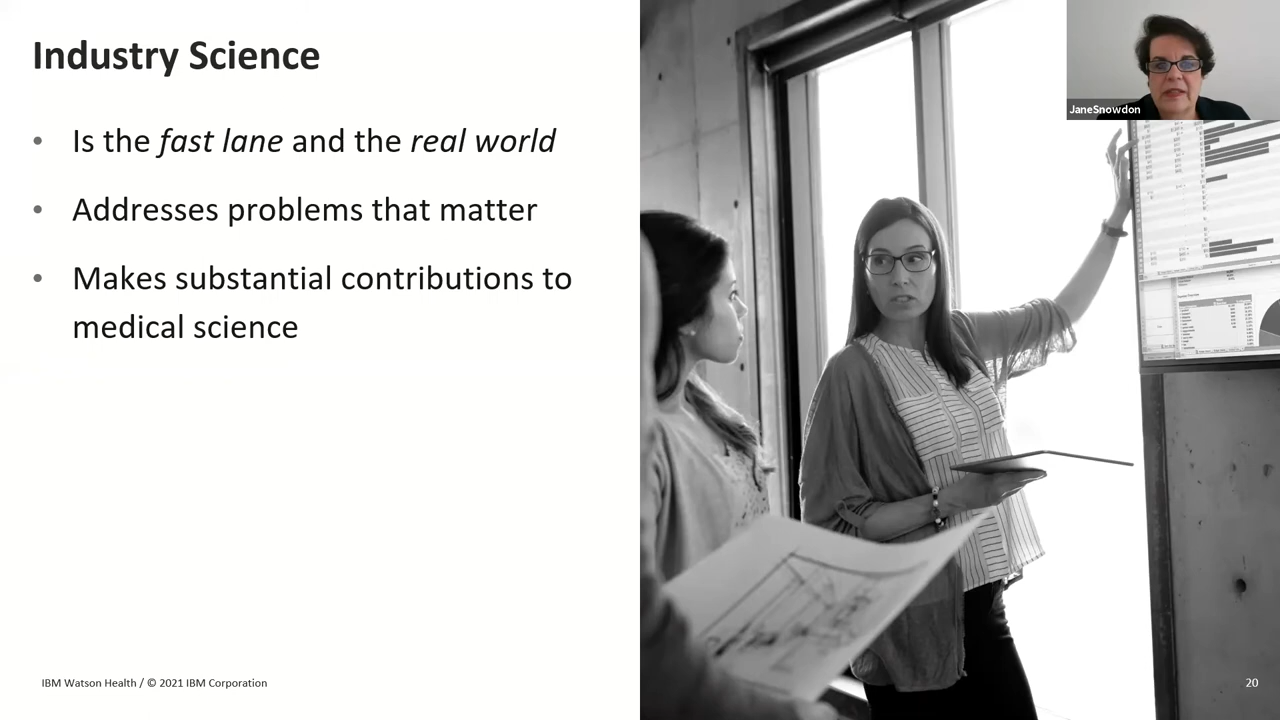 Industry Science
• Is the fast lane and the real world
• Addresses problems that matter
• Makes substantial contributions to
medical science
JaneSnowdon
IBM Watson Health / © 2021 IBM Corporation
20